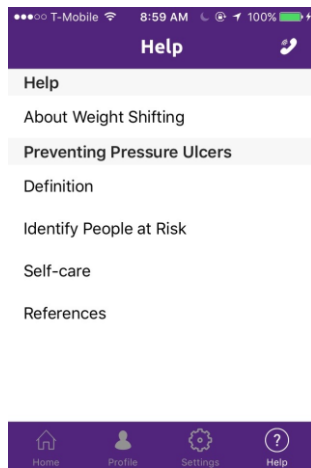 T-Mobile 8:59 AM 100%
Help
Help
About Weight Shifting
Preventing Pressure Ulcers
Definition
Identify People at Risk
Self-care
References
Home Profile Settings Help